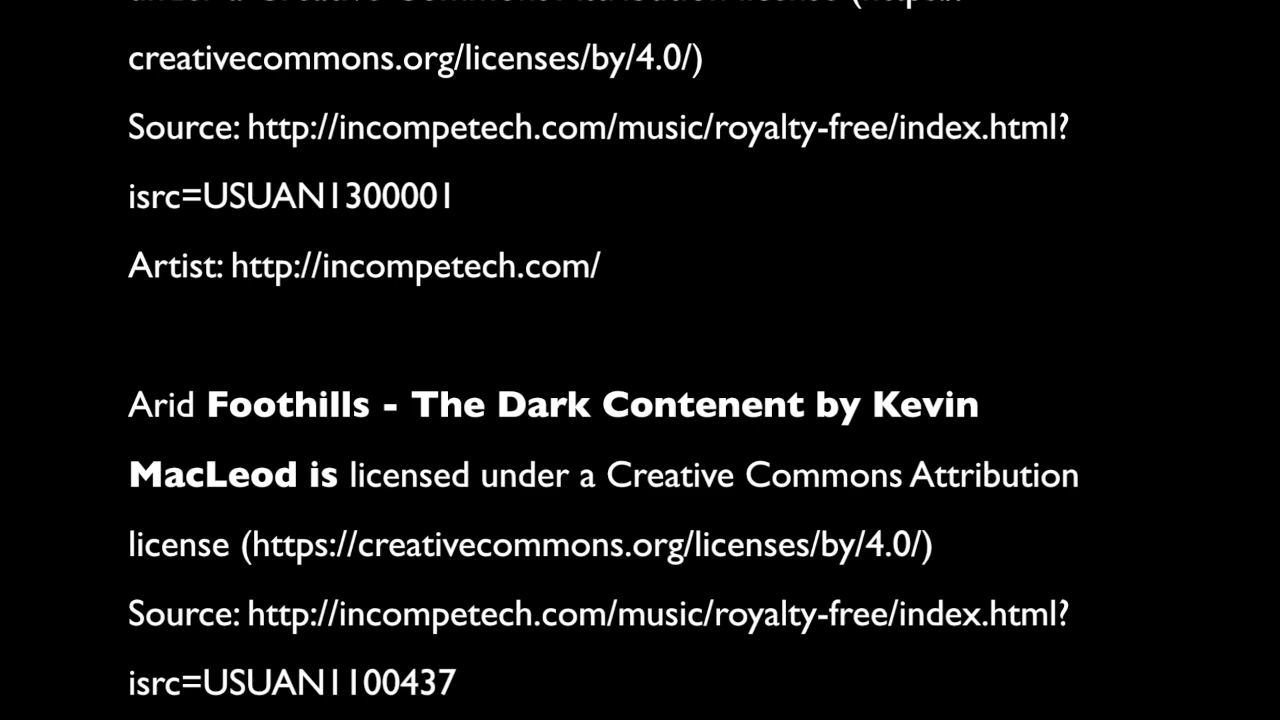 creativecommons.org/licenses/by/4.0/)
Source: http://incompetech.com/music/royalty-free/index.html?
isrc=USUAN1300001
Artist: http://incompetech.com/
Arid Foothills - The Dark Contenent by Kevin
MacLeod is licensed under a Creative Commons Attribution
license (https://creativecommons.org/licenses/by/4.0/)
Source: http://incompetech.com/music/royalty-free/index.html?
isrc=USUAN1100437